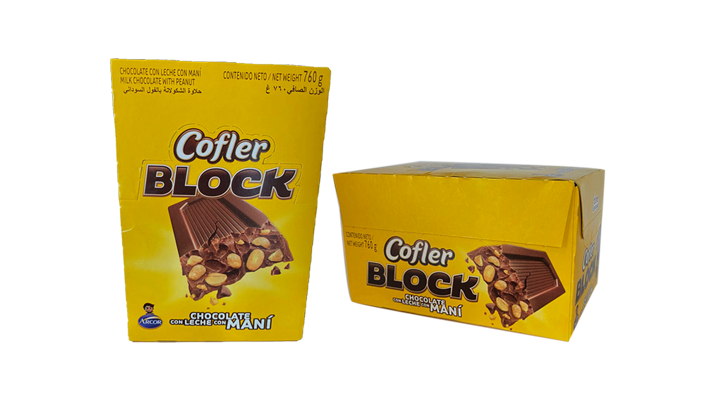 CHOCOLATE CON LECHE CON MANÍ
MILK CHOCOLATE WITH PEANUT
حلاوة الشكولاتة بالفول السوداني
CONTENIDO NETO / NET WEIGHT 760 g
الوزن الصافي ٧٦٠ غ
Cofler
BLOCK
ARCOR
CHOCOLATE
CON LECHE CON MANÍ
CONTENIDO NETO /
NET WEIGHT 760 g
Cofler
BLOCK
CHOCOLATE
CON LECHE CON MANÍ